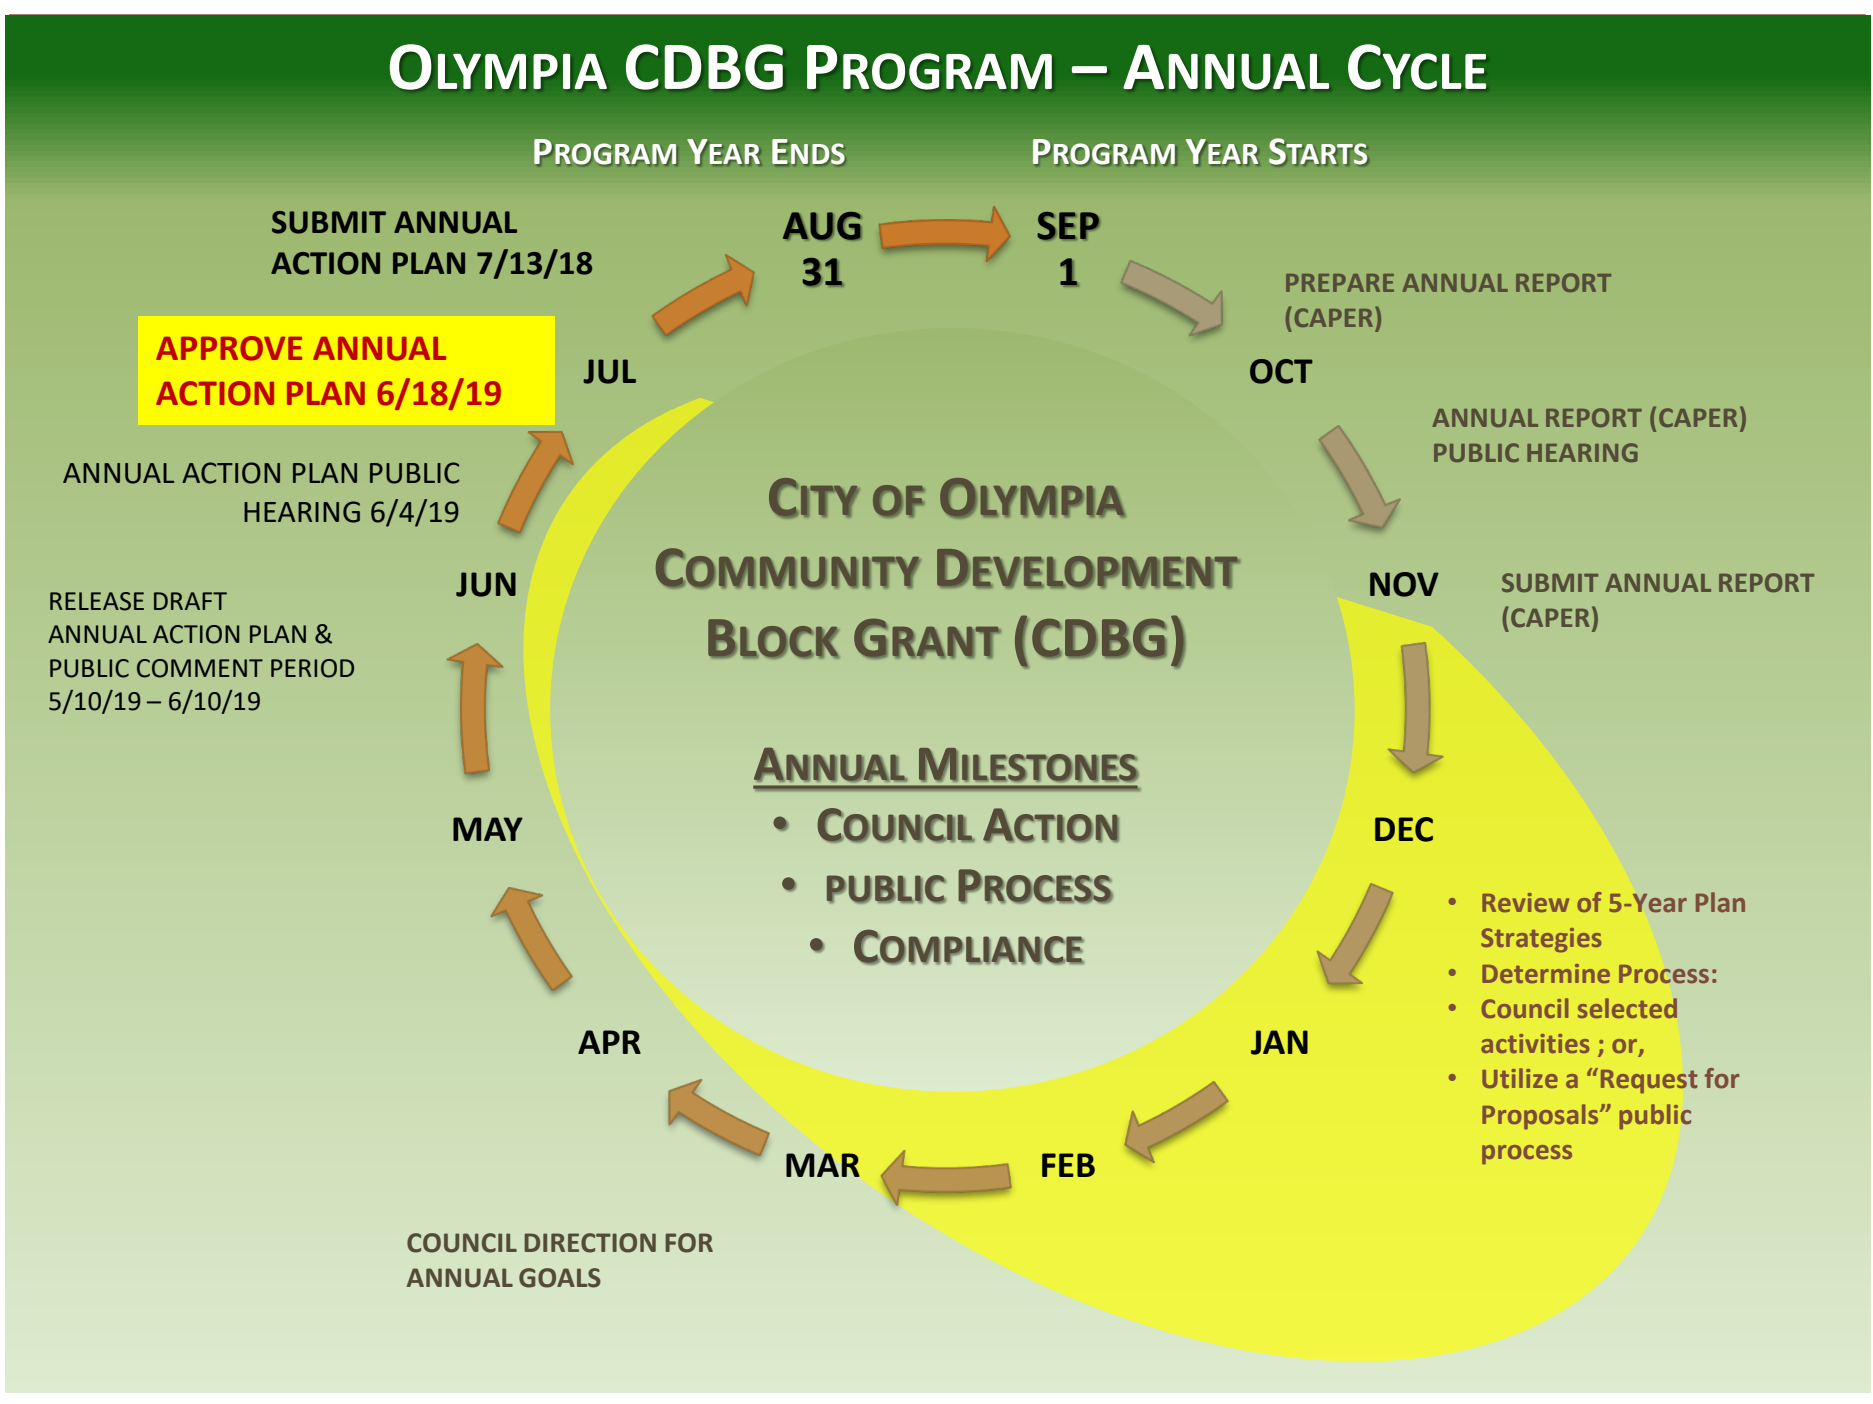 OLYMPIA CDBG PROGRAM – ANNUAL CYCLE
PROGRAM YEAR ENDS
PROGRAM YEAR STARTS
AUG
31
SEP
1
PREPARE ANNUAL REPORT
(CAPER)
OCT
ANNUAL REPORT (CAPER)
PUBLIC HEARING
NOV
SUBMIT ANNUAL REPORT
(CAPER)
DEC
• Review of 5-Year Plan
Strategies
• Determine Process:
• Council selected
activities ; or,
• Utilize a “Request for
Proposals” public
process
JAN
FEB
MAR
COUNCIL DIRECTION FOR
ANNUAL GOALS
APR
MAY
RELEASE DRAFT
ANNUAL ACTION PLAN &
PUBLIC COMMENT PERIOD
5/10/19 – 6/10/19
JUN
ANNUAL ACTION PLAN PUBLIC
HEARING 6/4/19
APPROVE ANNUAL
ACTION PLAN 6/18/19
JUL
SUBMIT ANNUAL
ACTION PLAN 7/13/18
CITY OF OLYMPIA
COMMUNITY DEVELOPMENT
BLOCK GRANT (CDBG)
ANNUAL MILESTONES
• COUNCIL ACTION
• PUBLIC PROCESS
• COMPLIANCE